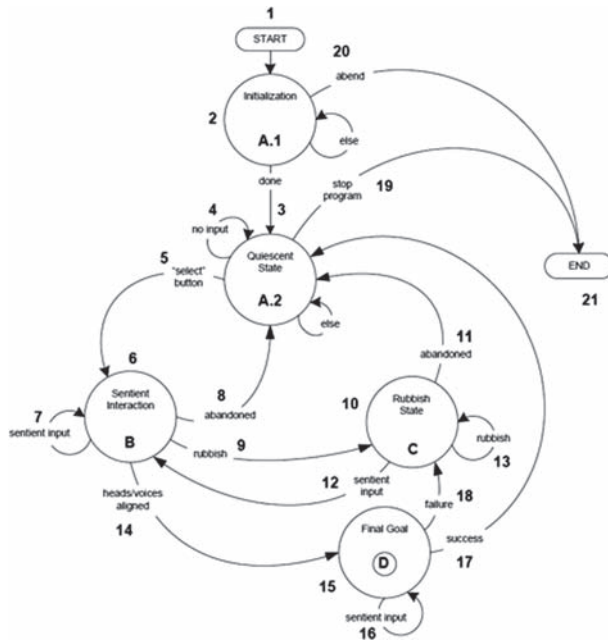 1
START
20
abend
Initialization
2
A.1
else
done
stop
program
19
4
3
no input
5
Quiescent
State
"select"
button
END
A.2
21
else
11
6
abandoned
Sentient
Interaction
8
10
Rubbish
State
7
abandoned
sentient input
B
9
C
rubbish
rubbish
12
sentient
input
13
heads/voices
aligned
18
failure
14
Final Goal
success
D
17
15
sentient input
16